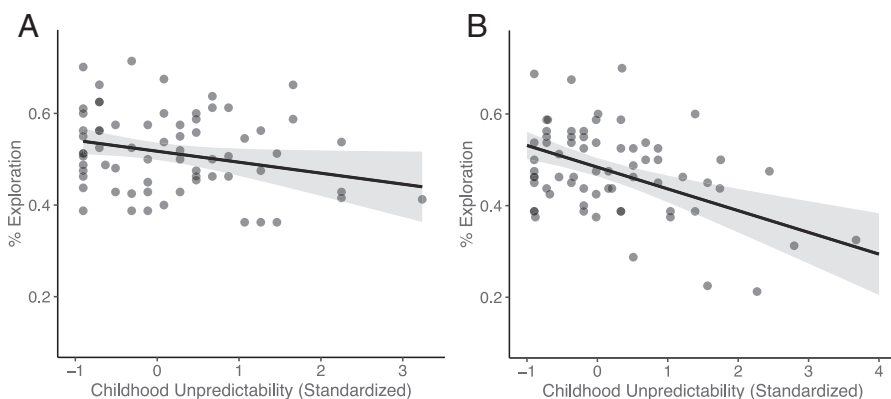 A
% Exploration
0.6
0.4
0.2
-1
0
1
2
3
Childhood Unpredictability (Standardized)
B
% Exploration
0.6
0.4
0.2
−1
0
1
2
3
4
Childhood Unpredictability (Standardized)